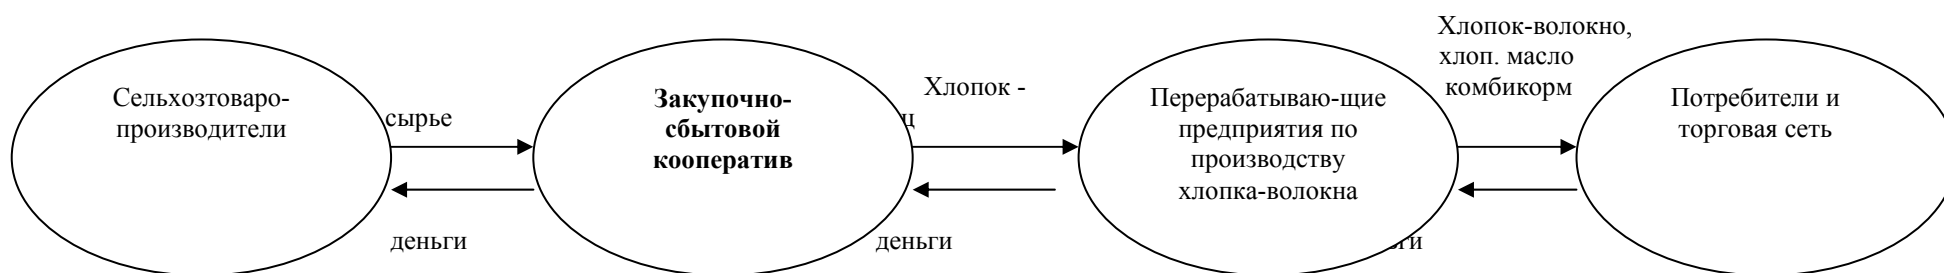 Хлопок-волокно,
хлоп. масло
комбикорм
Сельхозтоваро-
производители
сырье
Закупочно-
сбытовой
кооператив
Хлопок -
ц
Перерабатываю-щие
предприятия по
производству
хлопка-волокна
Потребители и
торговая сеть
деньги
деньги
ги